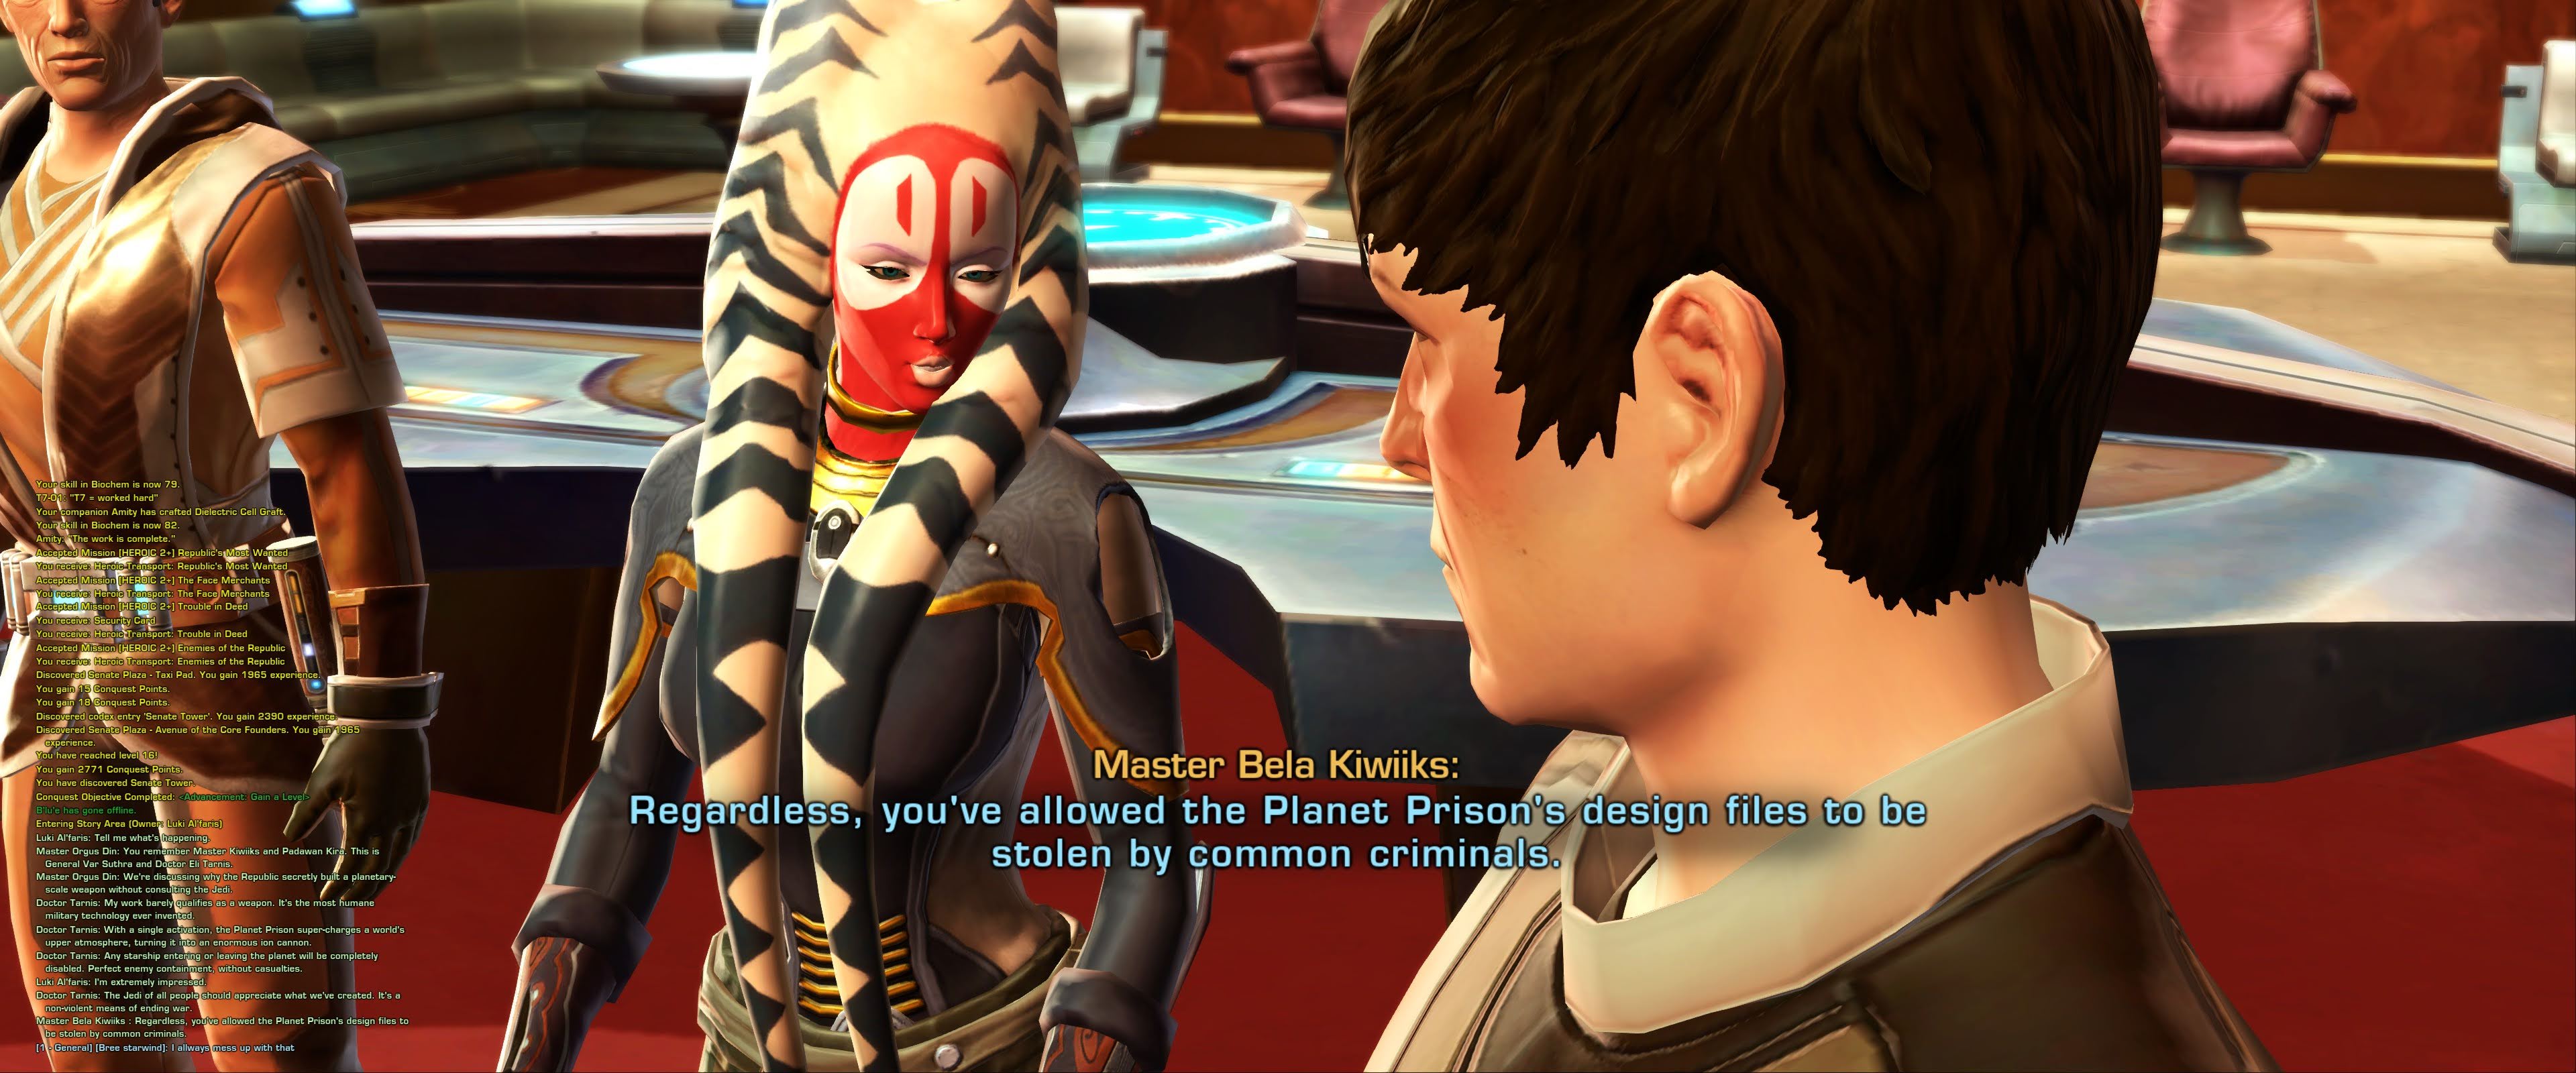 Your skill in Biochem is now 79.
T7-01: "T7 = worked hard"
Your companion Amity has crafted Dielectric Cell Graft.
Your skill in Biochem is now 82.
Amity: "The work is complete."
Accepted Mission [HEROIC 2+] Republic's Most Wanted
You receive: Heroic Transport: Republic's Most Wanted
Accepted Mission [HEROIC 2+] The Face Merchants
You receive: Heroic Transport: The Face Merchants
Accepted Mission [HEROIC 2+] Trouble in Deed
You receive: Security Card
You receive: Heroic Transport: Trouble in Deed
Accepted Mission [HEROIC 2+] Enemies of the Republic
You receive: Heroic Transport: Enemies of the Republic
Discovered Senate Plaza - Taxi Pad. You gain 1965 experience.
You gain 15 Conquest Points.
You gain 18 Conquest Points.
Discovered codex entry 'Senate Tower'. You gain 2390 experience.
Discovered Senate Plaza - Avenue of the Core Founders. You gain 1965
experience.
You have reached level 16!
You gain 2771 Conquest Points.
You have discovered Senate Tower.
Conquest Objective Completed: <Advancement: Gain a Level>
B'lu'e has gone offline.
Entering Story Area (Owner: Luki Al'faris)
Luki Al'faris: Tell me what's happening.
Master Orgus Din: You remember Master Kiwiiks and Padawan Kira. This is
General Var Suthra and Doctor Eli Tarnis.
Master Orgus Din: We're discussing why the Republic secretly built a planetary-
scale weapon without consulting the Jedi.
Doctor Tarnis: My work barely qualifies as a weapon. It's the most humane
military technology ever invented.
Doctor Tarnis: With a single activation, the Planet Prison super-charges a world's
upper atmosphere, turning it into an enormous ion cannon.
Doctor Tarnis: Any starship entering or leaving the planet will be completely
disabled. Perfect enemy containment, without casualties.
Luki Al'faris: I'm extremely impressed.
Doctor Tarnis: The Jedi of all people should appreciate what we've created. It's a
non-violent means of ending war.
Master Bela Kiwiiks : Regardless, you've allowed the Planet Prison's design files to
be stolen by common criminals.
[1 - General] [Bree starwind]: I allways mess up with that
Master Bela Kiwiiks:
Regardless, you've allowed the Planet Prison's design files to be
stolen by common criminals.